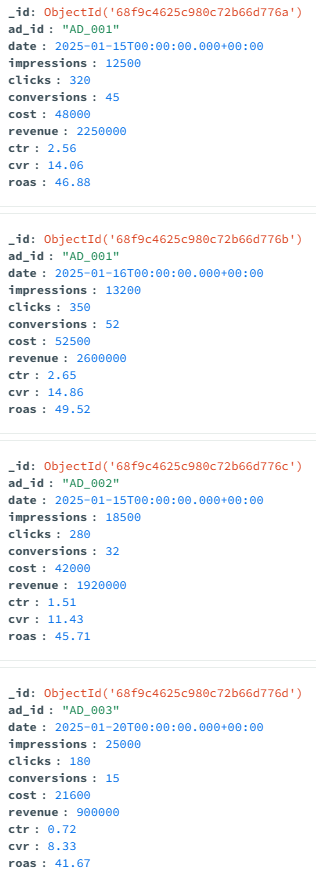 _id: ObjectId('68f9c4625c980c72b66d776a')
ad_id : "AD_001"
date : 2025-01-15T00:00:00.000+00:00
impressions : 12500
clicks : 320
conversions : 45
cost : 48000
revenue : 2250000
ctr : 2.56
cvr : 14.06
roas : 46.88
_id: ObjectId('68f9c4625c980c72b66d776b')
ad_id : "AD_001"
date : 2025-01-16T00:00:00.000+00:00
impressions : 13200
clicks : 350
conversions : 52
cost : 52500
revenue : 2600000
ctr : 2.65
cvr : 14.86
roas : 49.52
_id: ObjectId('68f9c4625c980c72b66d776c')
ad_id : "AD_002"
date : 2025-01-15T00:00:00.000+00:00
impressions : 18500
clicks : 280
conversions : 32
cost : 42000
revenue : 1920000
ctr : 1.51
cvr : 11.43
roas : 45.71
_id: ObjectId('68f9c4625c980c72b66d776d')
ad_id : "AD_003"
date : 2025-01-20T00:00:00.000+00:00
impressions : 25000
clicks : 180
conversions : 15
cost : 21600
revenue : 900000
ctr : 0.72
cvr : 8.33
roas : 41.67